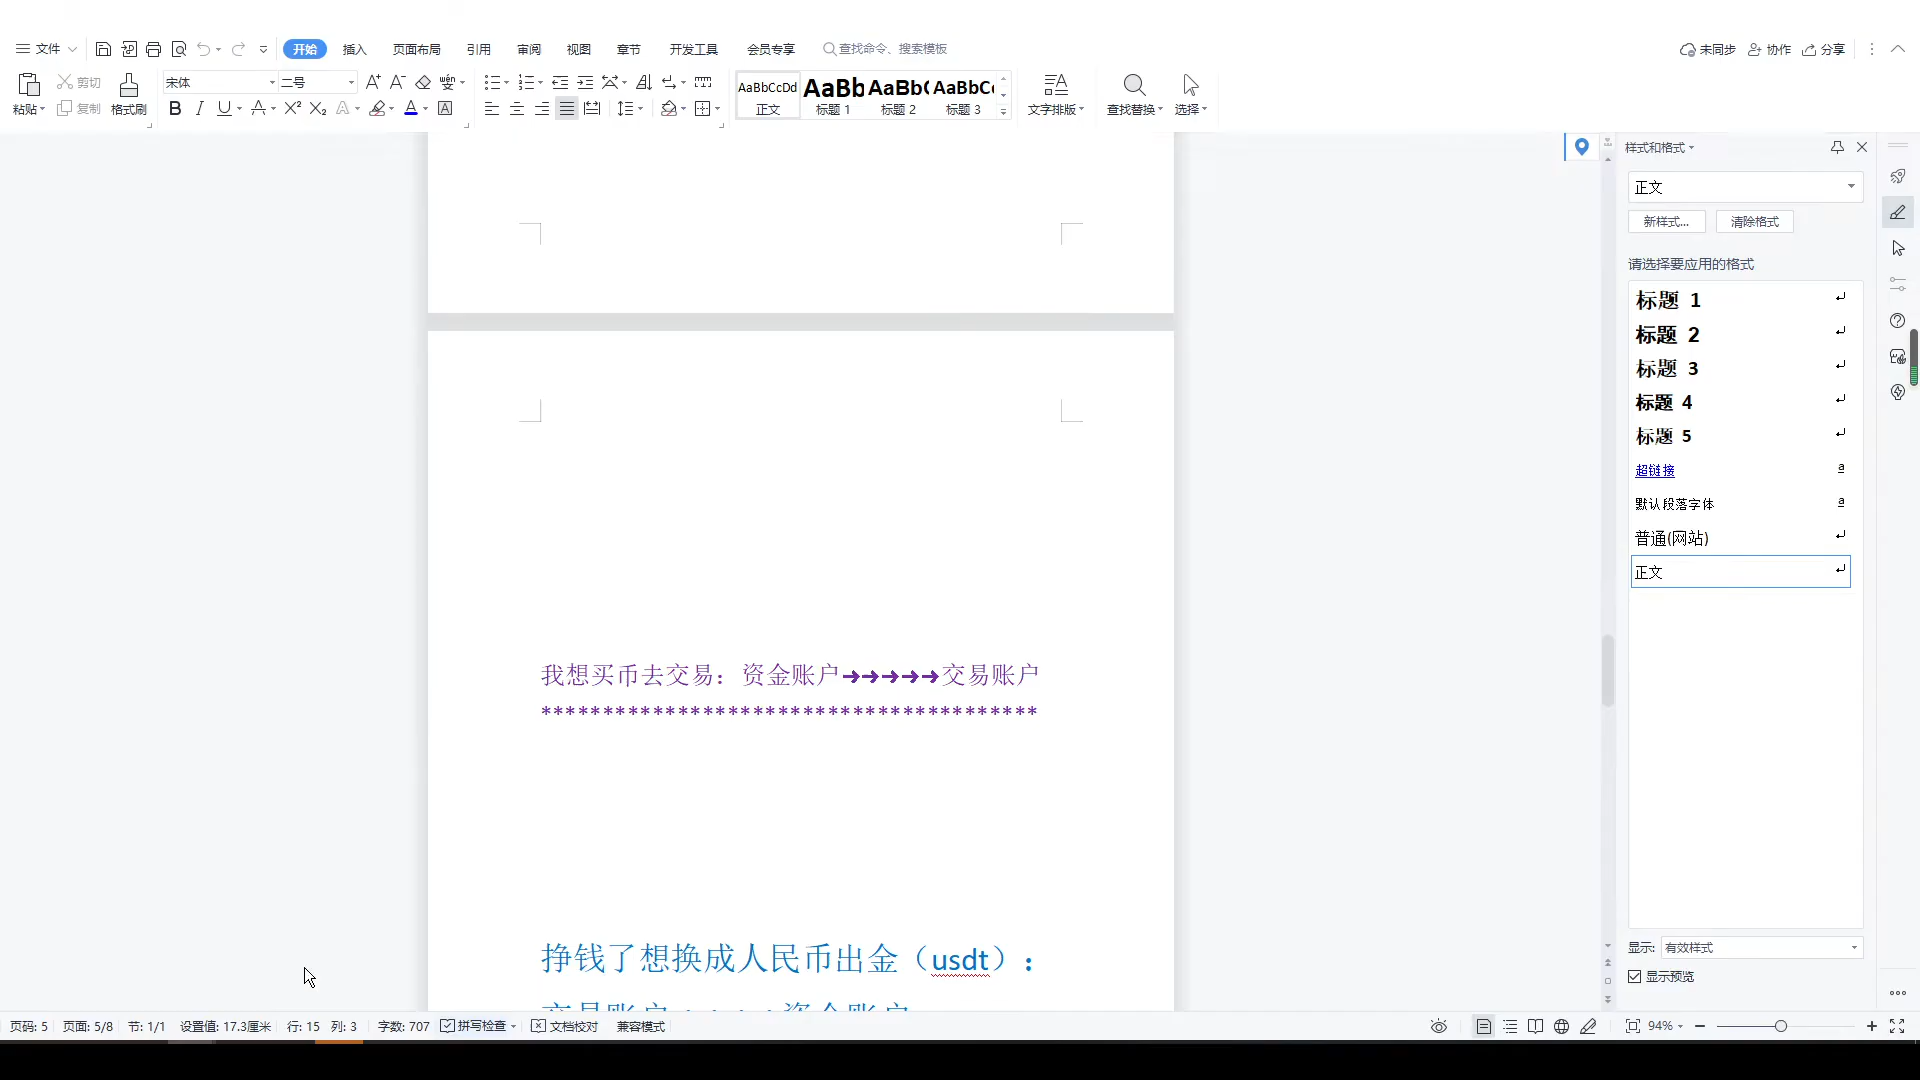 文件 开始 插入 页面布局 引用 审阅 视图 章节 开发工具 会员专享 查找命令、搜索模板 未同步 协作 分享
剪切 宋体 二号
粘贴 复制 格式刷
AaBbCcDd AaBb AaBb( AaBbC
正文 标题 1 标题 2 标题 3 文字排版 查找替换 选择
样式和格式
正文
新样式... 清除格式
请选择要应用的格式
标题 1
标题 2
标题 3
标题 4
标题 5
超链接
默认段落字体
普通(网站)
正文
我想买币去交易：资金账户➜➜➜➜➜交易账户
****************************************
挣钱了想换成人民币出金（usdt）：
显示: 有效样式
显示预览
页码: 5 页面: 5/8 节: 1/1 设置值: 17.3厘米 行: 15 列: 3 字数: 707 拼写检查 文档校对 兼容模式 94%